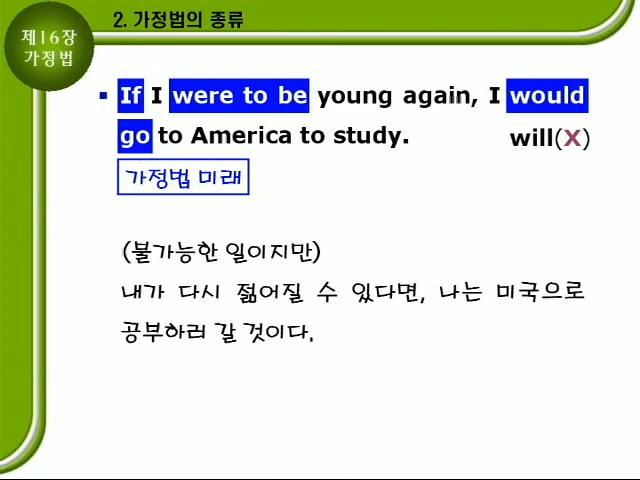 제16장
가정법
2. 가정법의 종류
If I were to be young again, I would
go to America to study. will(X)
가정법 미래
(불가능한 일이지만)
내가 다시 젊어질 수 있다면, 나는 미국으로
공부하러 갈 것이다.